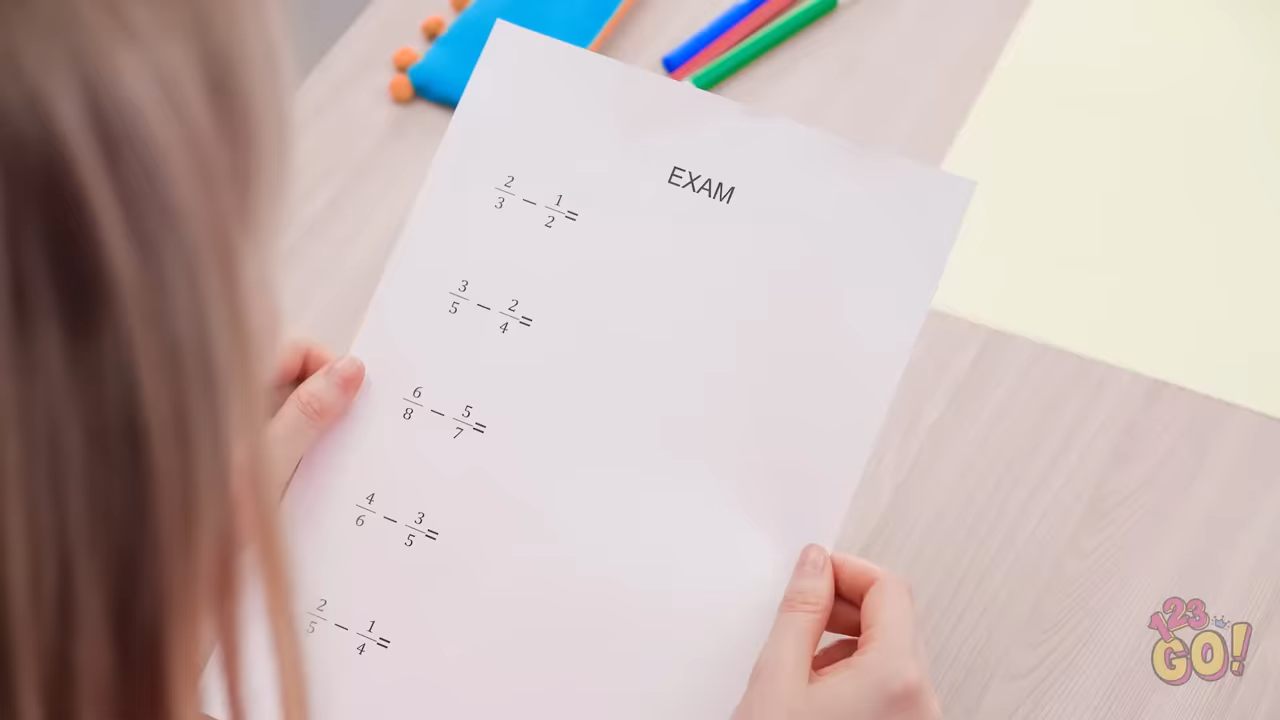 EXAM
2/3 − 1/2=
3/5 − 2/4=
6/8 − 5/7=
4/6 − 3/5=
2/5 − 1/4=
123
GO!